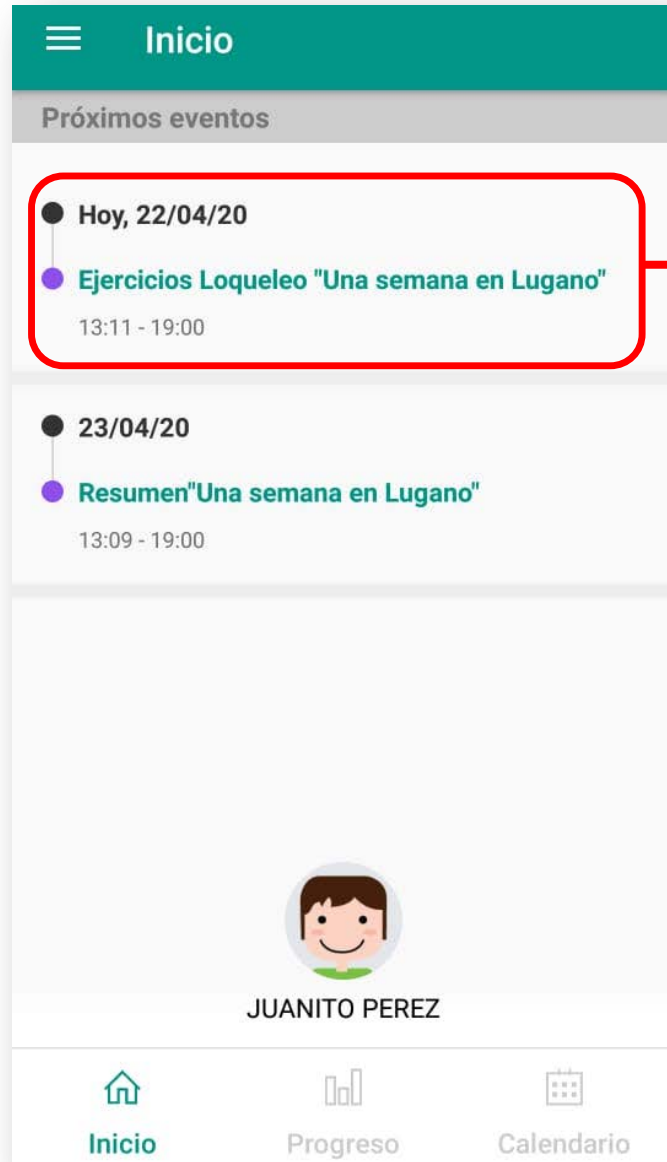 Inicio
Próximos eventos
Hoy, 22/04/20
Ejercicios Loqueleo "Una semana en Lugano"
13:11 - 19:00
23/04/20
Resumen"Una semana en Lugano"
13:09 - 19:00
JUANITO PEREZ
Inicio Progreso Calendario